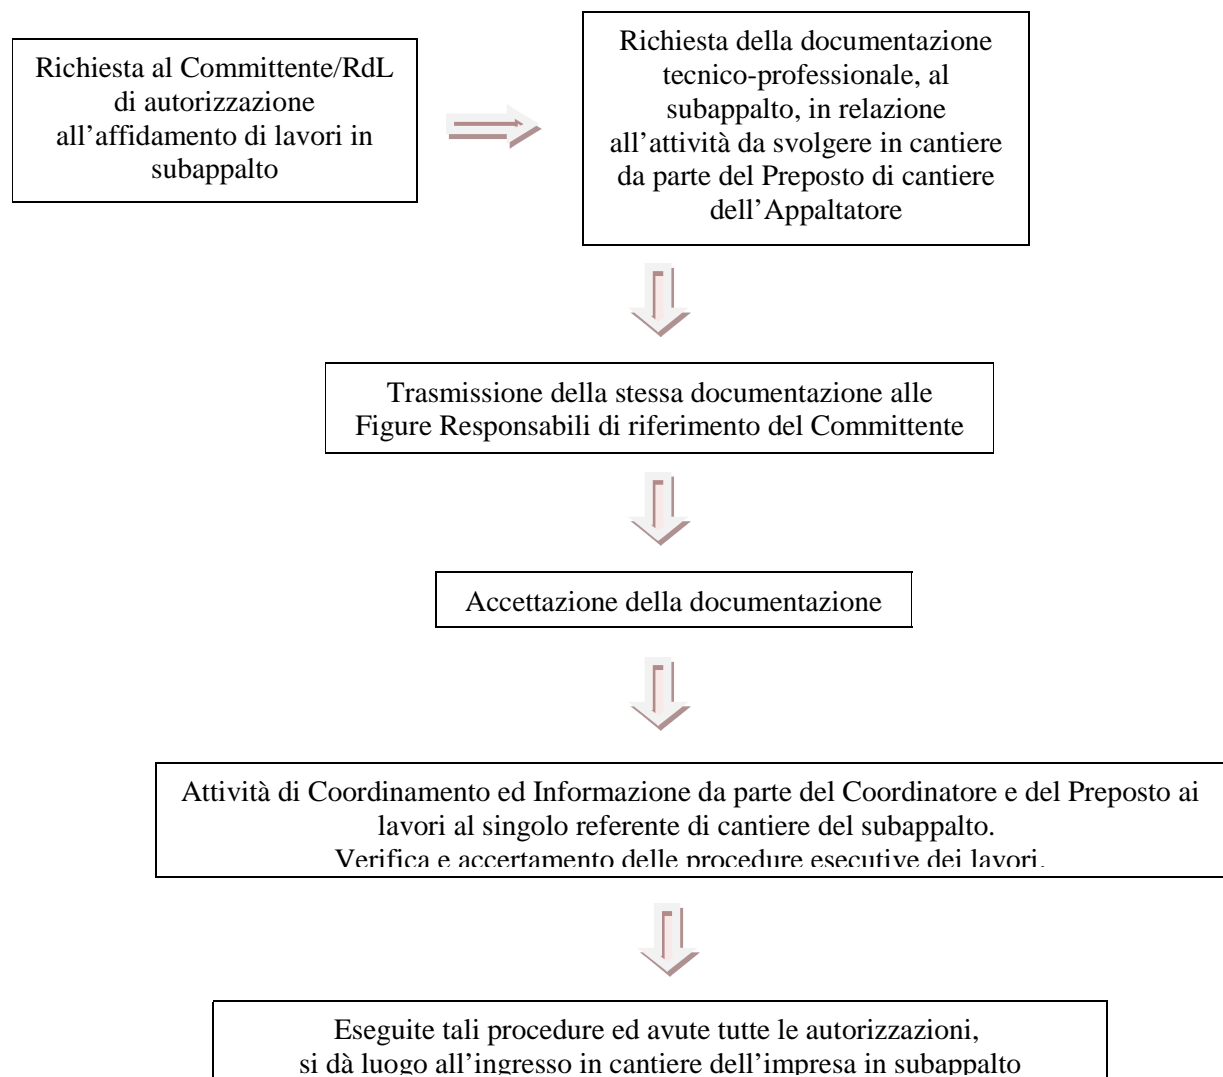 Richiesta al Committente/RdL
di autorizzazione
all’affidamento di lavori in
subappalto
Richiesta della documentazione
tecnico-professionale, al
subappalto, in relazione
all’attività da svolgere in cantiere
da parte del Preposto di cantiere
dell’Appaltatore
Trasmissione della stessa documentazione alle
Figure Responsabili di riferimento del Committente
Accettazione della documentazione
Attività di Coordinamento ed Informazione da parte del Coordinatore e del Preposto ai
lavori al singolo referente di cantiere del subappalto.
Verifica e accertamento delle procedure esecutive dei lavori.
Eseguite tali procedure ed avute tutte le autorizzazioni,
si dà luogo all’ingresso in cantiere dell’impresa in subappalto